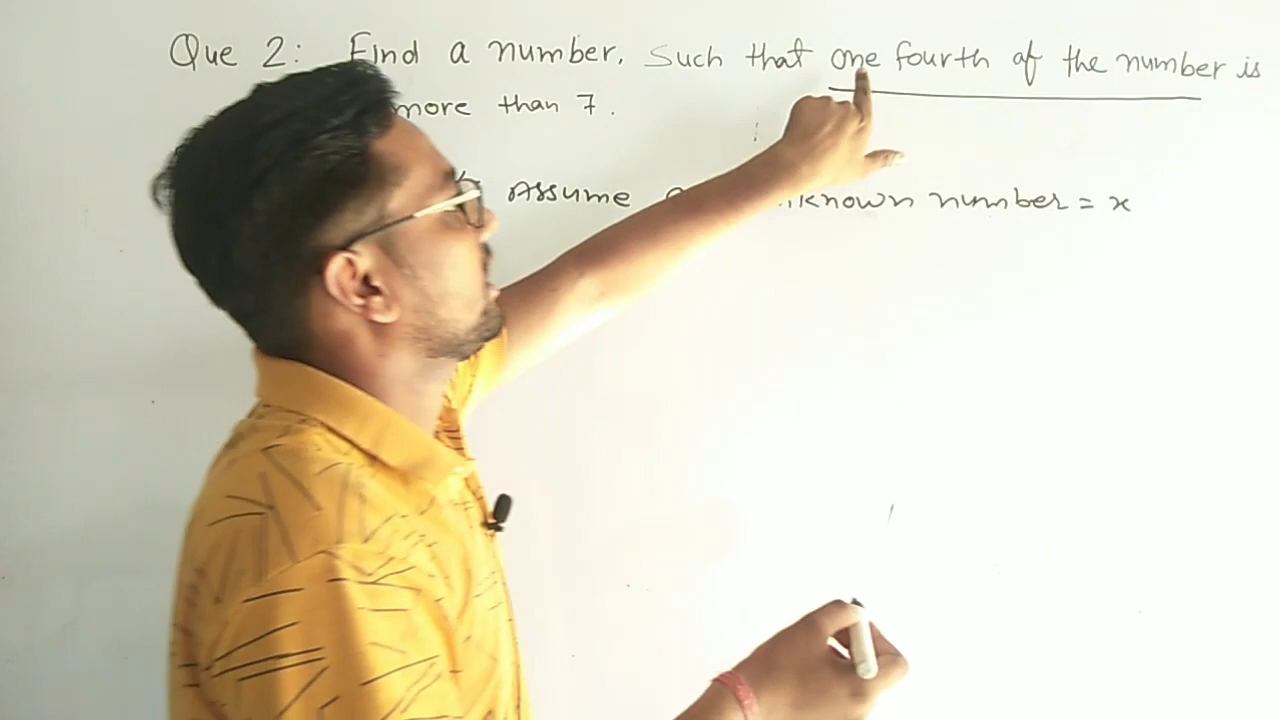 Que 2: Find a number. Such that one fourth of the number is
more than 7.
Assume unknown number = x